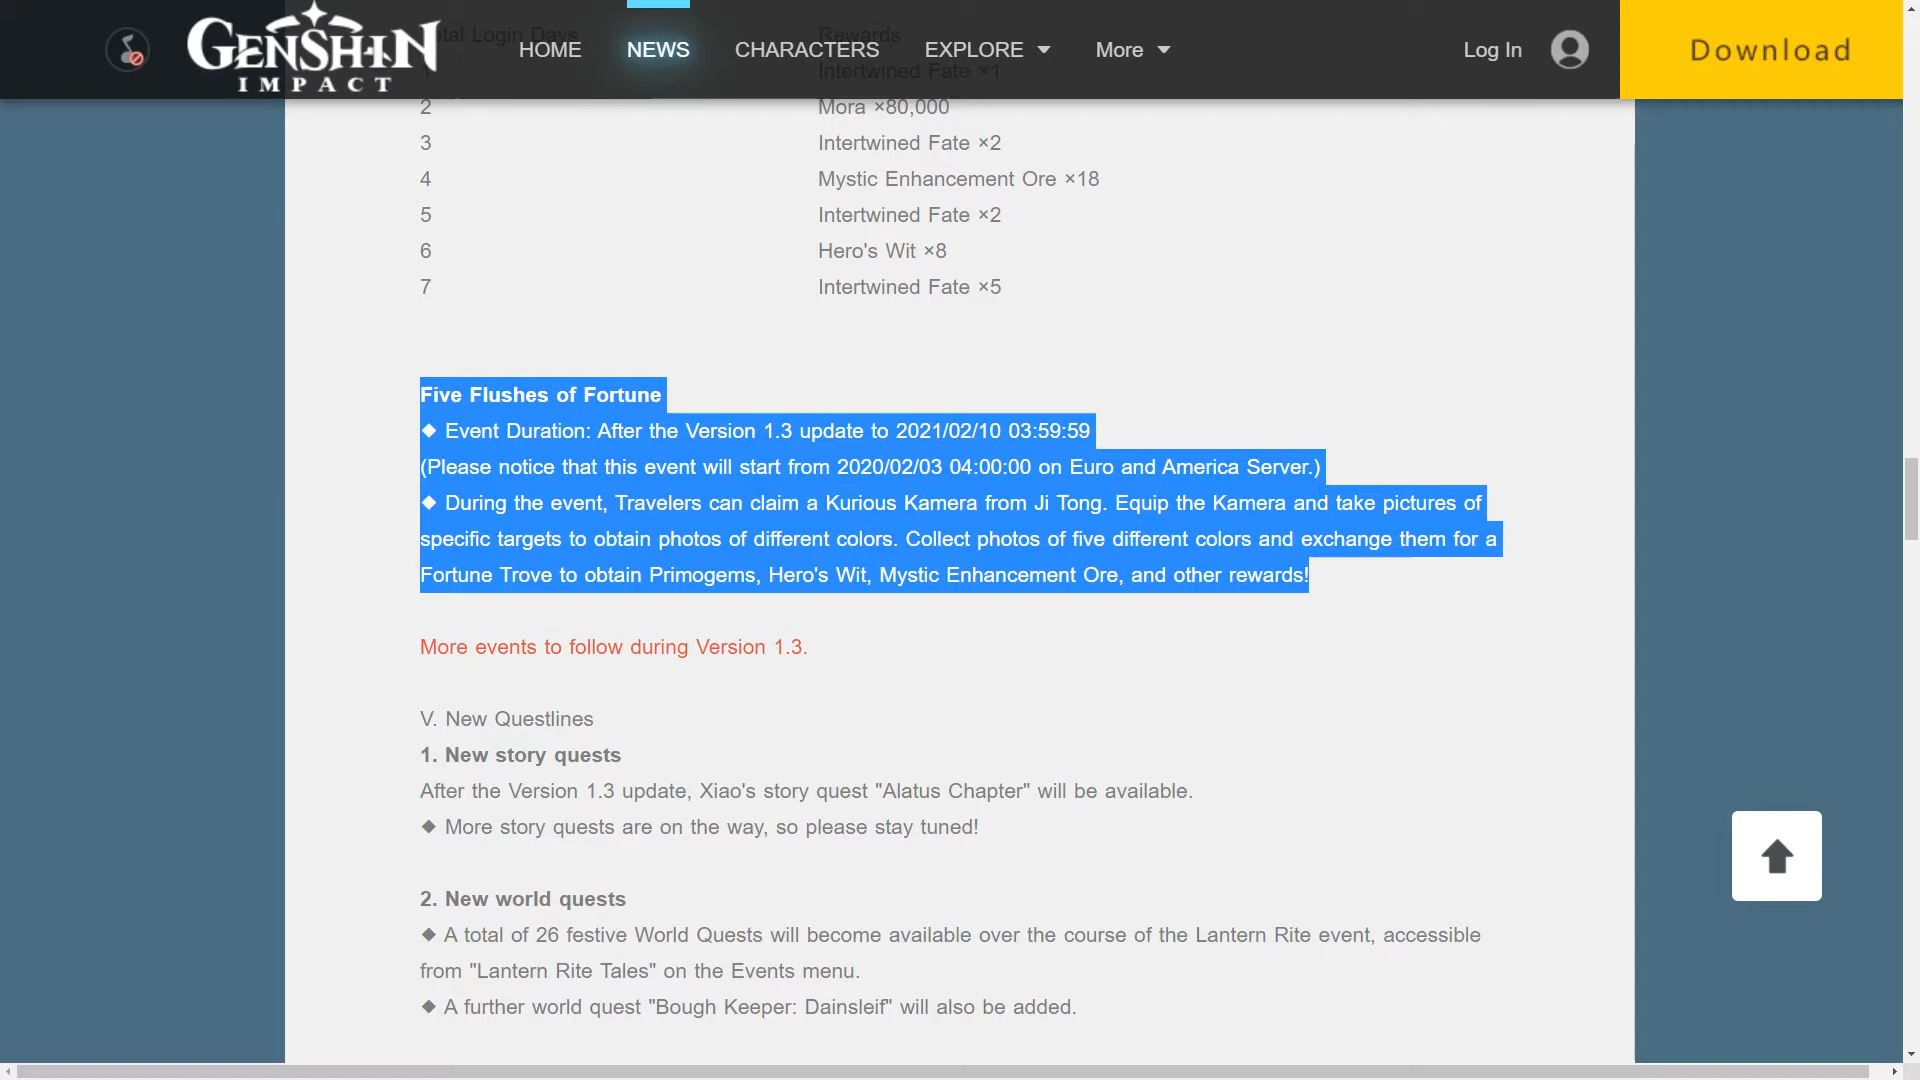 GENSHIN
IMPACT
HOME
NEWS
CHARACTERS
EXPLORE
More
Log In
Download
Total Login Days
Rewards
1
Intertwined Fate ×1
2
Mora ×80,000
3
Intertwined Fate ×2
4
Mystic Enhancement Ore ×18
5
Intertwined Fate ×2
6
Hero's Wit ×8
7
Intertwined Fate ×5
Five Flushes of Fortune
◆ Event Duration: After the Version 1.3 update to 2021/02/10 03:59:59
(Please notice that this event will start from 2020/02/03 04:00:00 on Euro and America Server.)
◆ During the event, Travelers can claim a Kurious Kamera from Ji Tong. Equip the Kamera and take pictures of
specific targets to obtain photos of different colors. Collect photos of five different colors and exchange them for a
Fortune Trove to obtain Primogems, Hero's Wit, Mystic Enhancement Ore, and other rewards!
More events to follow during Version 1.3.
V. New Questlines
1. New story quests
After the Version 1.3 update, Xiao's story quest "Alatus Chapter" will be available.
◆ More story quests are on the way, so please stay tuned!
2. New world quests
◆ A total of 26 festive World Quests will become available over the course of the Lantern Rite event, accessible
from "Lantern Rite Tales" on the Events menu.
◆ A further world quest "Bough Keeper: Dainsleif" will also be added.